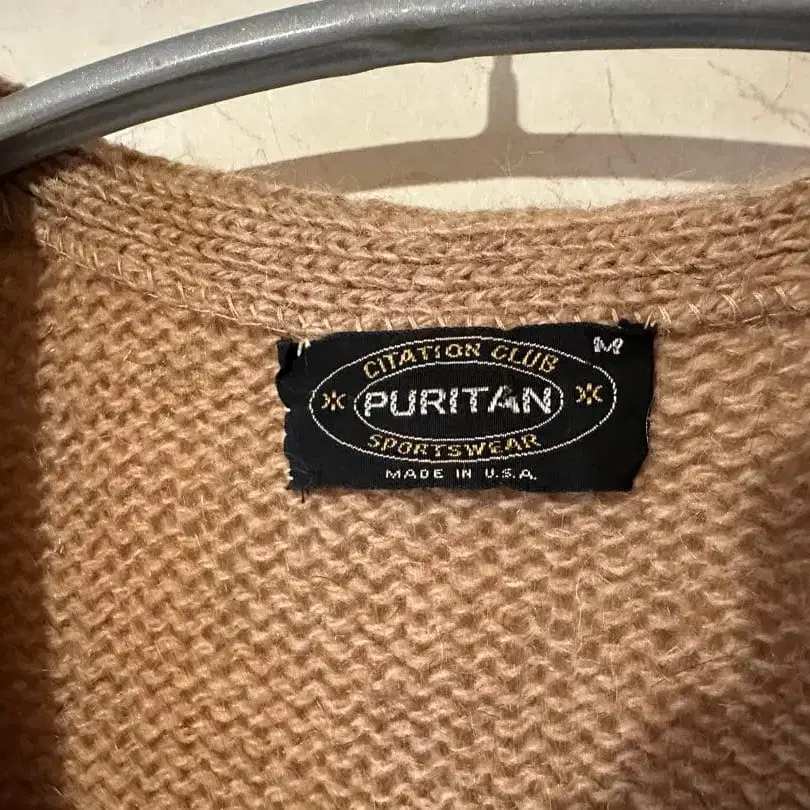 M
CITATION CLUB
PURITAN
SPORTSWEAR
MADE IN U.S.A.